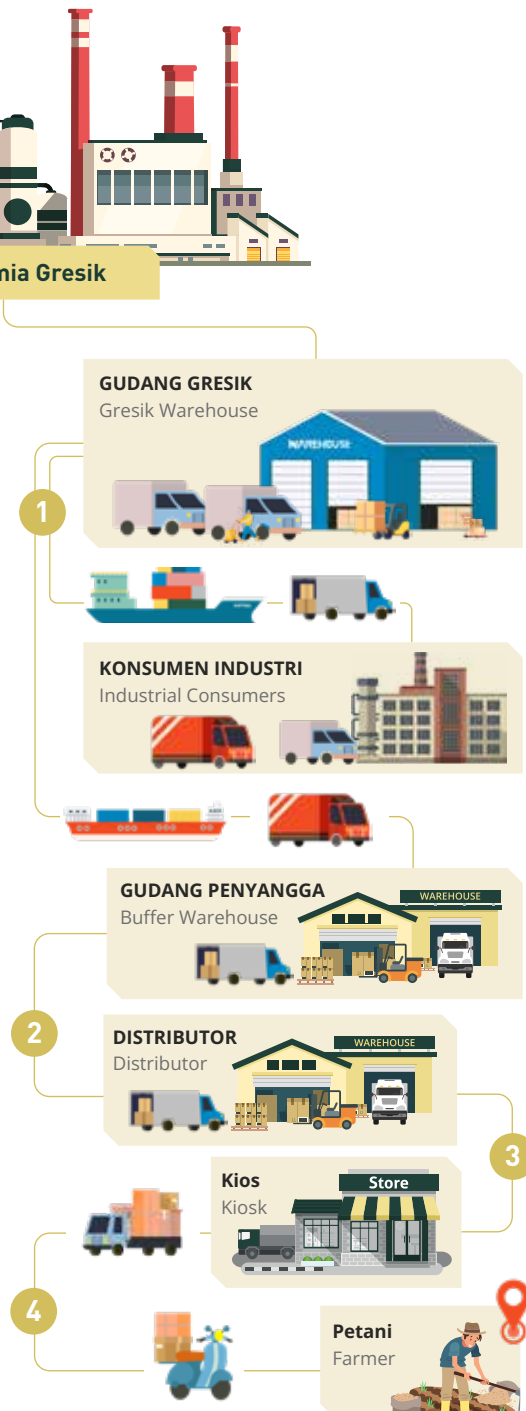 mia Gresik
GUDANG GRESIK
Gresik Warehouse
WAREHOUSE
1
KONSUMEN INDUSTRI
Industrial Consumers
GUDANG PENYANGGA
Buffer Warehouse
WAREHOUSE
2
DISTRIBUTOR
Distributor
WAREHOUSE
3
Kios
Kiosk
Store
4
Petani
Farmer